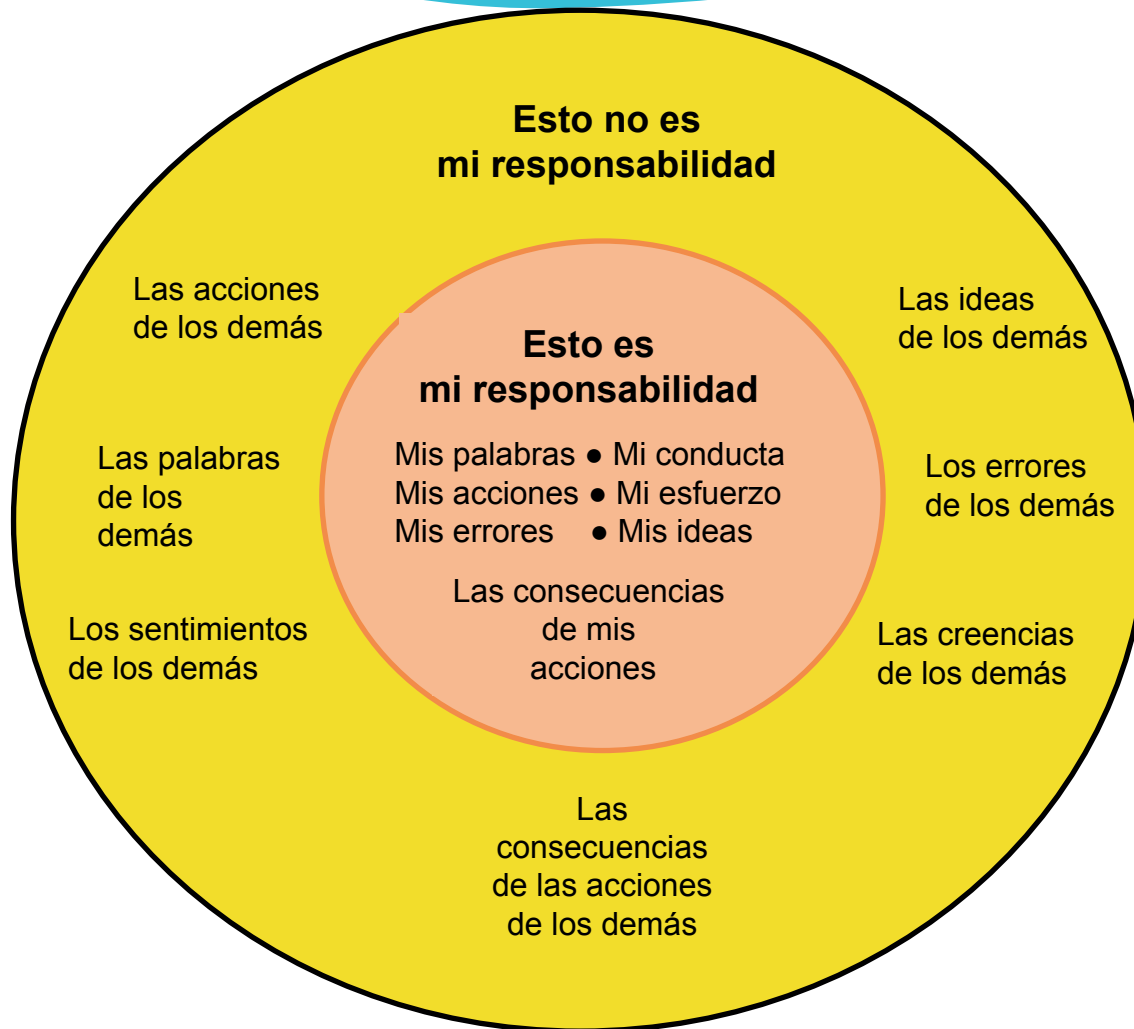 Esto no es
mi responsabilidad
Las acciones
de los demás
Las ideas
de los demás
Esto es
mi responsabilidad
Mis palabras ● Mi conducta
Mis acciones ● Mi esfuerzo
Mis errores ● Mis ideas
Las consecuencias
de mis
acciones
Las palabras
de los
demás
Los errores
de los demás
Los sentimientos
de los demás
Las creencias
de los demás
Las
consecuencias
de las acciones
de los demás